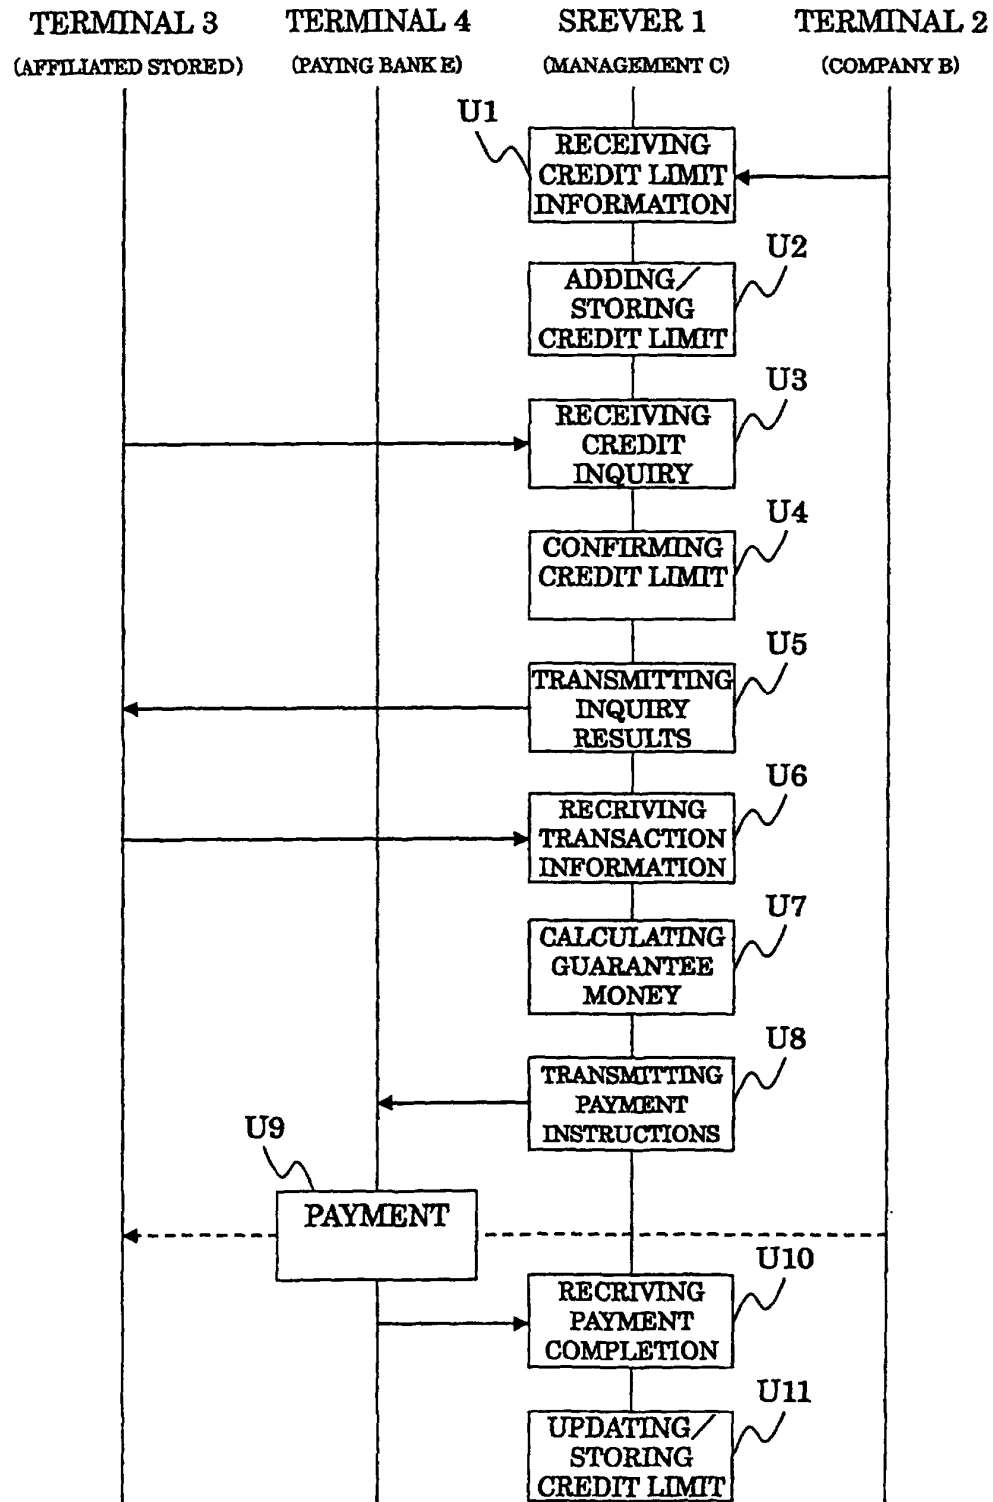 TERMINAL 3
TERMINAL 4
SREVER 1
TERMINAL 2
(AFFILIATED STORED)
(PAYING BANK E)
(MANAGEMENT C)
(COMPANY B)
U1
RECEIVING
CREDIT LIMIT
INFORMATION
U2
ADDING/
STORING
CREDIT LIMIT
U3
RECEIVING
CREDIT
INQUIRY
U4
CONFIRMING
CREDIT LIMIT
U5
TRANSMITTING
INQUIRY
RESULTS
U6
RECRIVING
TRANSACTION
INFORMATION
U7
CALCULATING
GUARANTEE
MONEY
U8
TRANSMITTING
PAYMENT
INSTRUCTIONS
U9
PAYMENT
U10
RECRIVING
PAYMENT
COMPLETION
U11
UPDATING/
STORING
CREDIT LIMIT